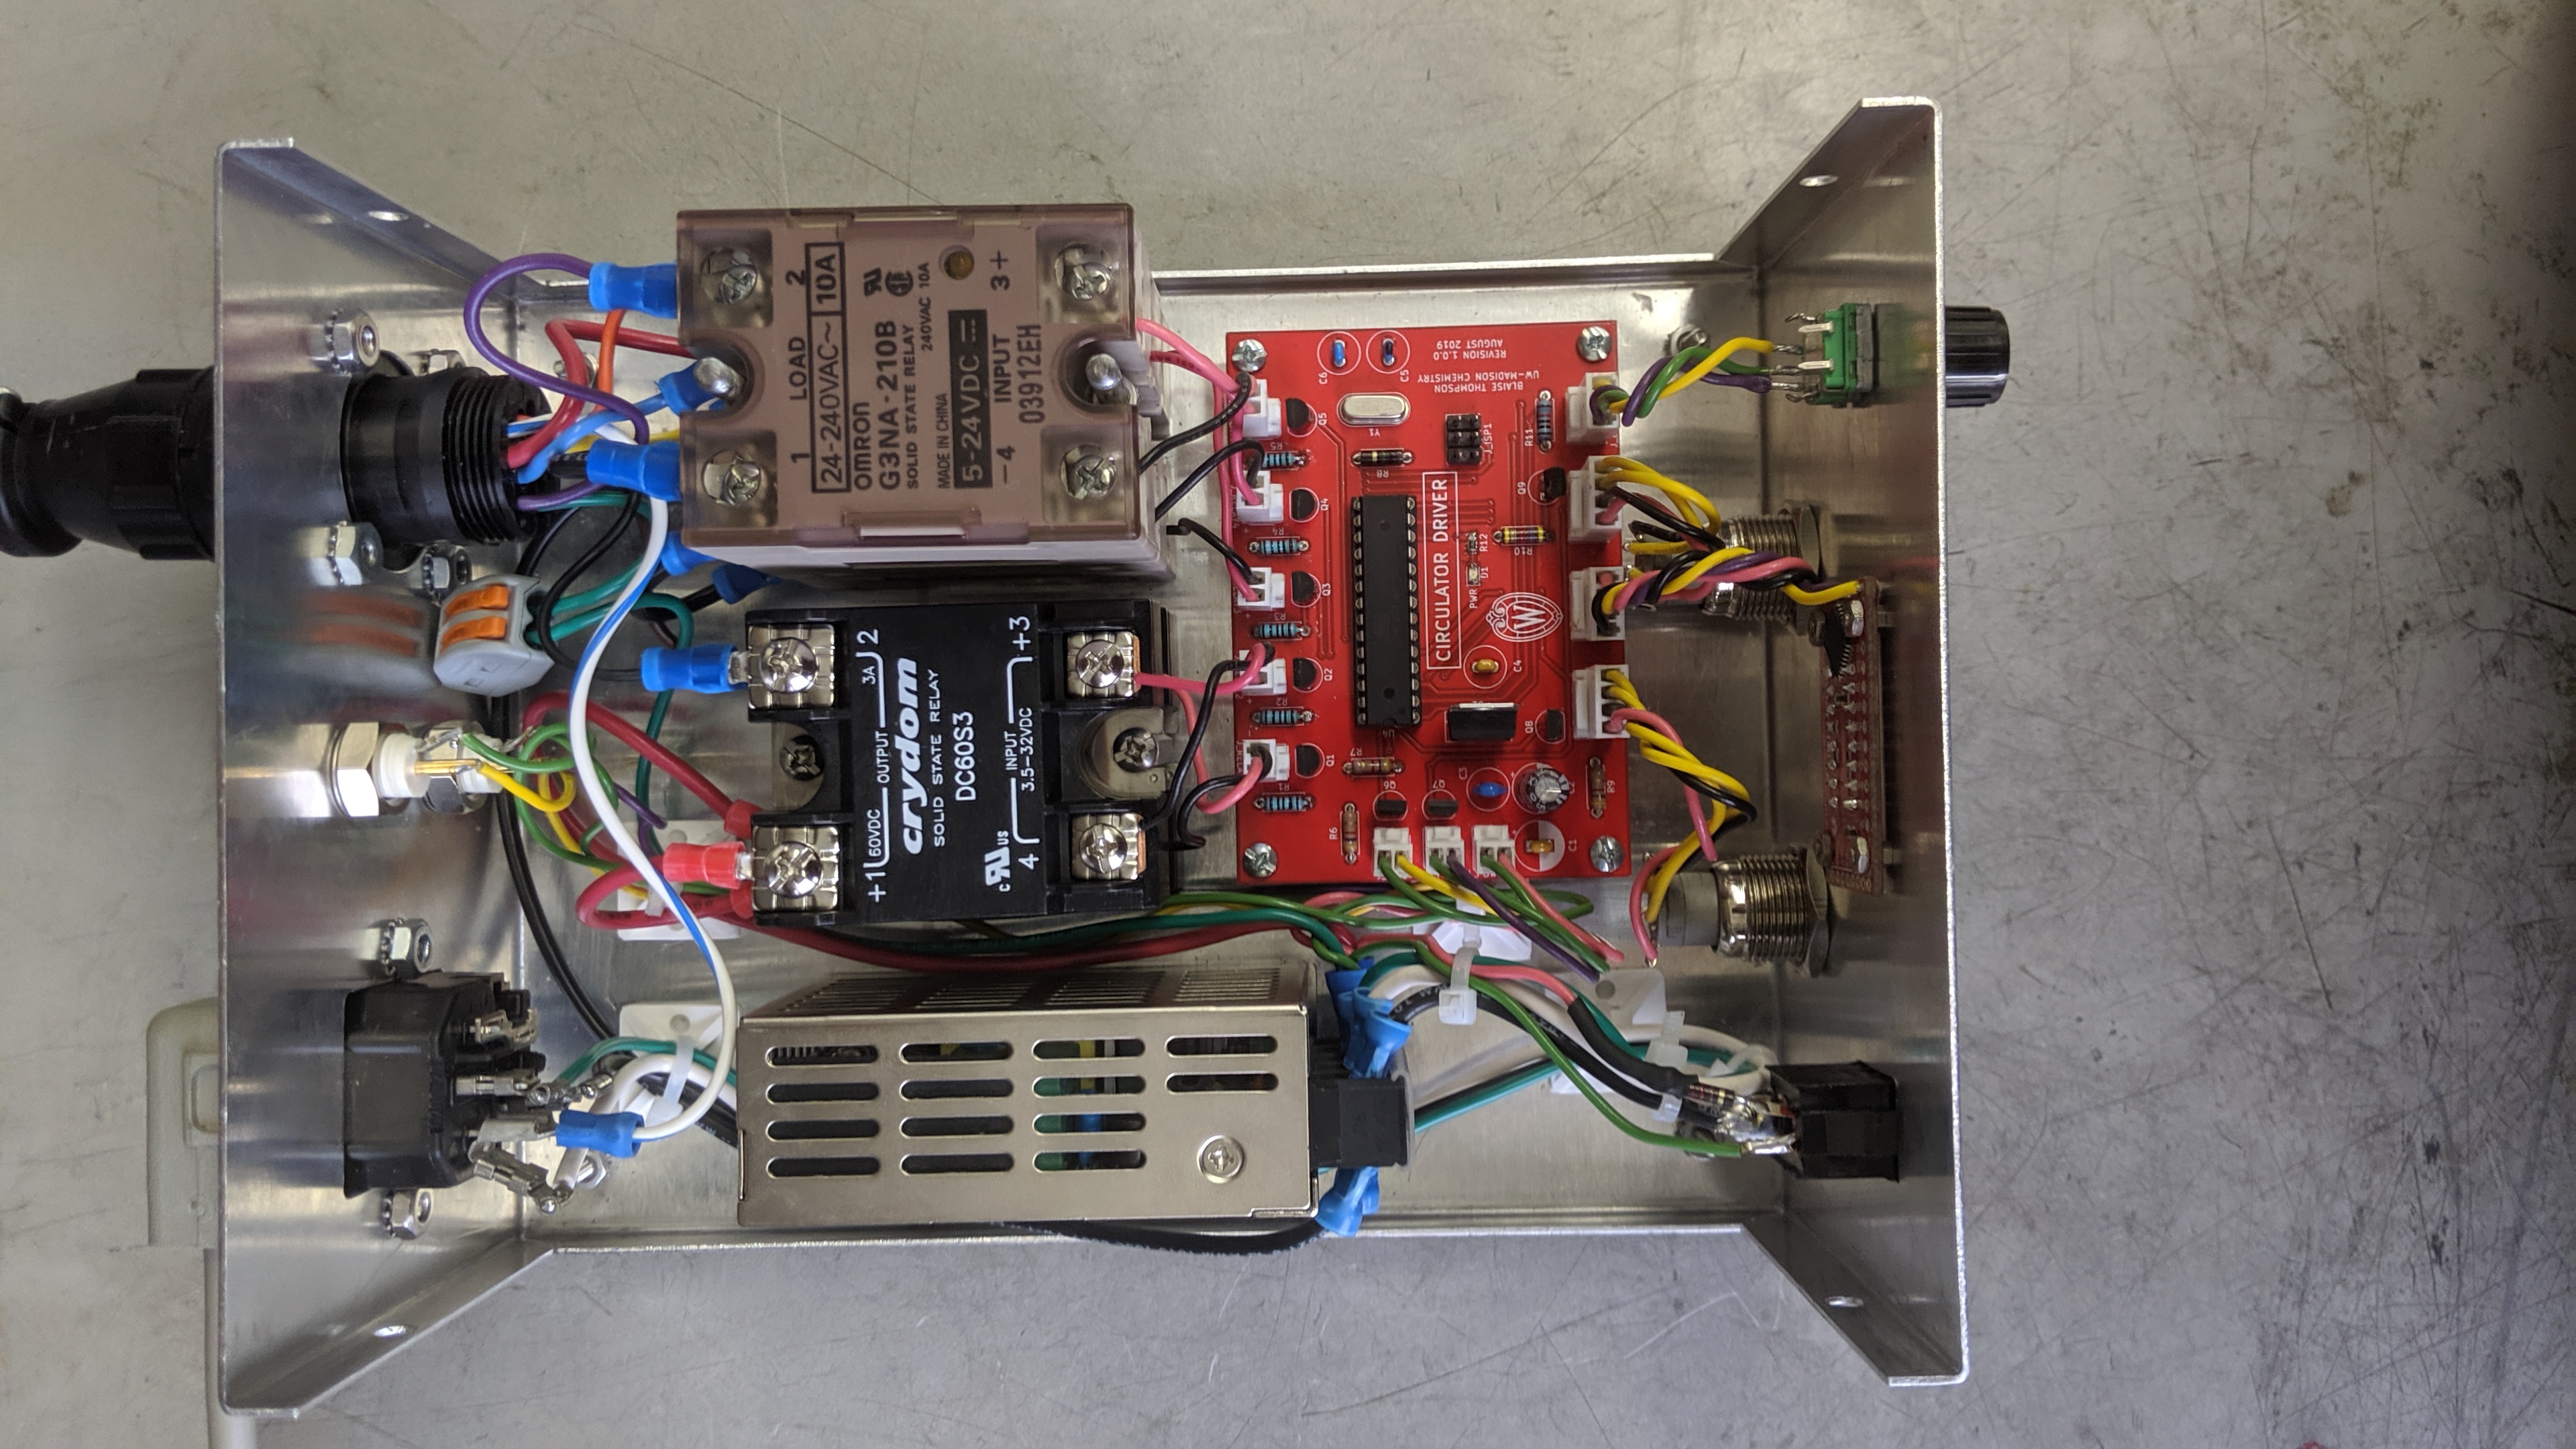 CIRCULATOR DRIVER
W
BLAISE THOMPSON
UW-MADISON CHEMISTRY
REVISION 1.0.0
AUGUST 2019
C1
C3
C4
C5
C6
R1
R2
R3
R4
R5
R6
R7
R8
R9
R10
R11
R12
Q1
Q2
Q3
Q4
Q5
Q6
Q7
Q8
Q9
U4
Y1
D1
PWR
+1 60VDC OUTPUT 3A 2
crydom
SOLID STATE RELAY
DC60S3
4 INPUT +3
3.5-32VDC
C US
1 LOAD 2
24-240VAC~ 10A
OMRON
G3NA-210B
SOLID STATE RELAY
240VAC 10A
MADE IN CHINA
5-24VDC
-4 INPUT 3+
03912EH